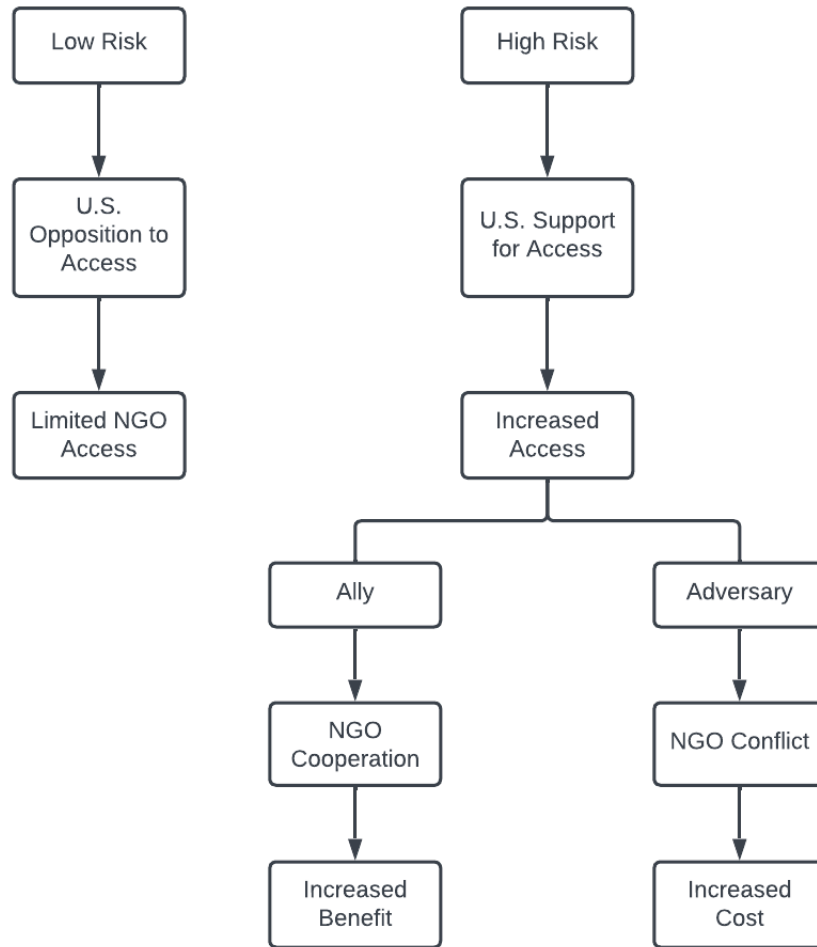 Low Risk
High Risk
U.S.
Opposition to
Access
U.S. Support
for Access
Limited NGO
Access
Increased
Access
Ally
Adversary
NGO
Cooperation
NGO Conflict
Increased
Benefit
Increased
Cost